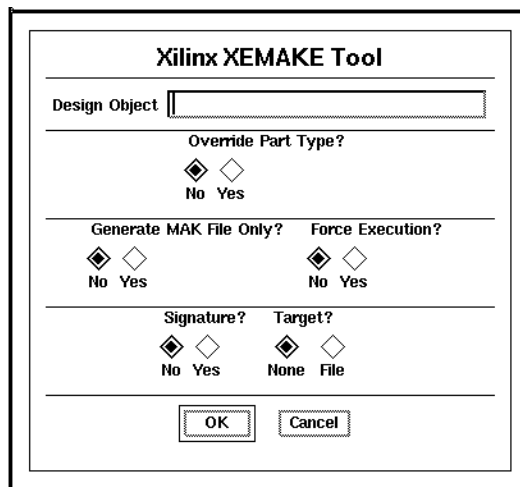 Xilinx XEMAKE Tool
Design Object
Override Part Type?
No Yes
Generate MAK File Only? Force Execution?
No Yes No Yes
Signature? Target?
No Yes None File
OK Cancel